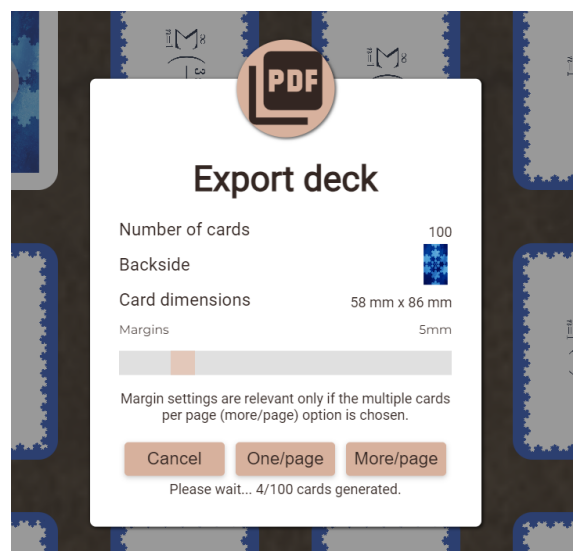 PDF
Export deck
Number of cards 100
Backside
Card dimensions 58 mm x 86 mm
Margins 5mm
Margin settings are relevant only if the multiple cards
per page (more/page) option is chosen.
Cancel One/page More/page
Please wait... 4/100 cards generated.